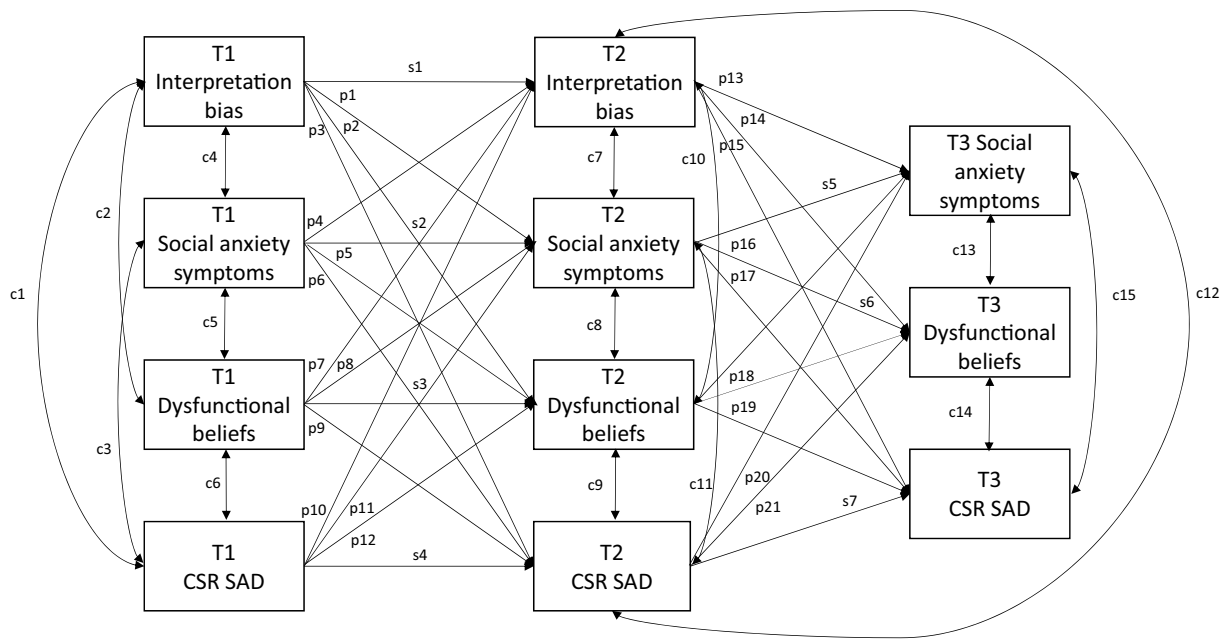 T1
Interpretation
bias
T1
Social anxiety
symptoms
T1
Dysfunctional
beliefs
T1
CSR SAD
T2
Interpretation
bias
T2
Social anxiety
symptoms
T2
Dysfunctional
beliefs
T2
CSR SAD
T3 Social
anxiety
symptoms
T3
Dysfunctional
beliefs
T3
CSR SAD
c1
c2
c3
c4
c5
c6
s1
p1
p2
p3
p4
s2
p5
p6
p7
p8
s3
p9
p10
p11
p12
s4
c7
c8
c9
c10
c11
p13
p14
p15
s5
p16
p17
s6
p18
p19
p20
p21
s7
c13
c14
c15
c12